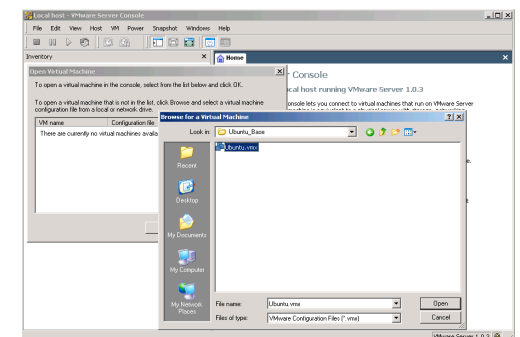 Local host - VMware Server Console
File Edit View Host VM Power Snapshot Windows Help
Inventory
Home
Open Virtual Machine
To open a virtual machine in the console, select from the list below and click OK.
To open a virtual machine that is not in the list, click Browse and select a virtual machine
configuration file from a local or network drive.
VM name Configuration file
There are currently no virtual machines availa
Console
cal host running VMware Server 1.0.3
onsole lets you connect to virtual machines that run on VMware Server
Browse for a Virtual Machine
Look in: Ubuntu_Base
Ubuntu.vmx
Recent
Desktop
My Documents
My Computer
My Network
Places
File name: Ubuntu.vmx Open
Files of type: VMware Configuration Files (*.vmx) Cancel
VMware Server 1.0.3